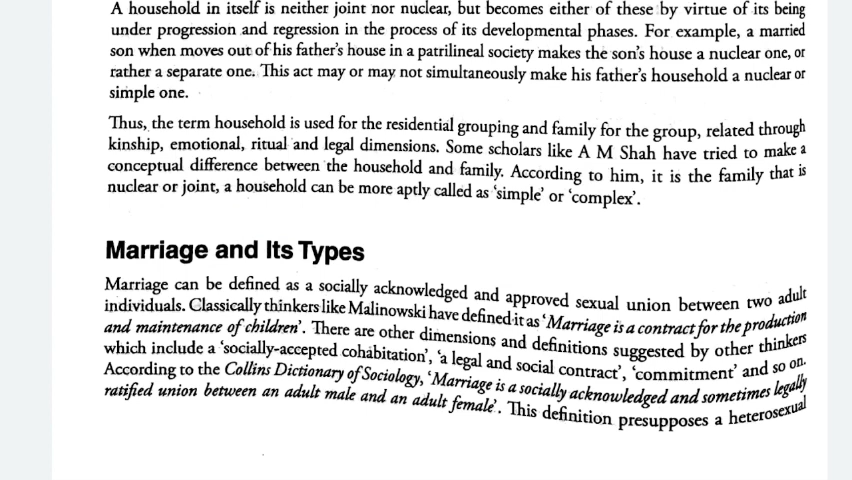 A household in itself is neither joint nor nuclear, but becomes either of these by virtue of its being
under progression and regression in the process of its developmental phases. For example, a married
son when moves out of his father's house in a patrilineal society makes the son's house a nuclear one, or
rather a separate one. This act may or may not simultaneously make his father's household a nuclear or
simple one.
Thus, the term household is used for the residential grouping and family for the group, related through
kinship, emotional, ritual and legal dimensions. Some scholars like A M Shah have tried to make a
conceptual difference between the household and family. According to him, it is the family that is
nuclear or joint, a household can be more aptly called as 'simple' or 'complex'.
Marriage and Its Types
Marriage can be defined as a socially acknowledged and approved sexual union between two adult
individuals. Classically thinkers like Malinowski have defined it as 'Marriage is a contract for the production
and maintenance of children'. There are other dimensions and definitions suggested by other thinkers
which include a 'socially-accepted cohabitation', 'a legal and social contract', 'commitment' and so on.
According to the Collins Dictionary of Sociology, 'Marriage is a socially acknowledged and sometimes legally
ratified union between an adult male and an adult female'. This definition presupposes a heterosexual